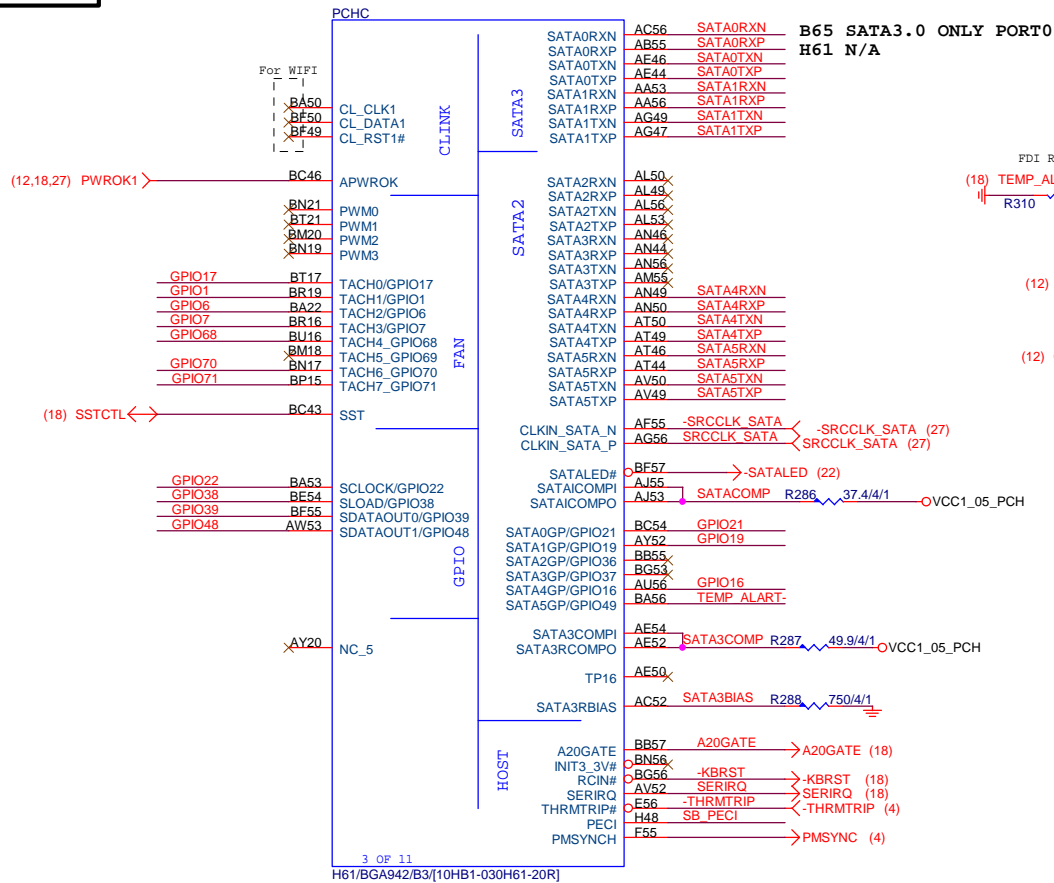 PCHC
B65 SATA3.0 ONLY PORT0
H61 N/A
For WIFI
BA50 CL_CLK1
BF50 CL_DATA1
BF49 CL_RST1#
CLINK
(12,18,27) PWROK1 BC46 APWROK
BN21 PWM0
BT21 PWM1
BM20 PWM2
BN19 PWM3
GPIO17 BT17 TACH0/GPIO17
GPIO1 BR19 TACH1/GPIO1
GPIO6 BA22 TACH2/GPIO6
GPIO7 BR16 TACH3/GPIO7
GPIO68 BU16 TACH4_GPIO68
BM18 TACH5_GPIO69
GPIO70 BN17 TACH6_GPIO70
GPIO71 BP15 TACH7_GPIO71
FAN
(18) SSTCTL BC43 SST
GPIO22 BA53 SCLOCK/GPIO22
GPIO38 BE54 SLOAD/GPIO38
GPIO39 BF55 SDATAOUT0/GPIO39
GPIO48 AW53 SDATAOUT1/GPIO48
GPIO
AY20 NC_5
SATA3
SATA0RXN AC56 SATA0RXN
SATA0RXP AB55 SATA0RXP
SATA0TXN AE46 SATA0TXN
SATA0TXP AE44 SATA0TXP
SATA1RXN AA53 SATA1RXN
SATA1RXP AA56 SATA1RXP
SATA1TXN AG49 SATA1TXN
SATA1TXP AG47 SATA1TXP
SATA2
SATA2RXN AL50
SATA2RXP AL49
SATA2TXN AL56
SATA2TXP AL53
SATA3RXN AN46
SATA3RXP AN44
SATA3TXN AN56
SATA3TXP AM55
SATA4RXN AN49 SATA4RXN
SATA4RXP AN50 SATA4RXP
SATA4TXN AT50 SATA4TXN
SATA4TXP AT49 SATA4TXP
SATA5RXN AT46 SATA5RXN
SATA5RXP AT44 SATA5RXP
SATA5TXN AV50 SATA5TXN
SATA5TXP AV49 SATA5TXP
CLKIN_SATA_N AF55 -SRCCLK_SATA -SRCCLK_SATA (27)
CLKIN_SATA_P AG56 SRCCLK_SATA SRCCLK_SATA (27)
SATALED# BF57 -SATALED (22)
SATAICOMPI AJ55
SATAICOMPO AJ53 SATACOMP R286 37.4/4/1 VCC1_05_PCH
SATA0GP/GPIO21 BC54 GPIO21
SATA1GP/GPIO19 AY52 GPIO19
SATA2GP/GPIO36 BB55
SATA3GP/GPIO37 BG53
SATA4GP/GPIO16 AU56 GPIO16
SATA5GP/GPIO49 BA56 TEMP_ALART-
SATA3COMPI AE54
SATA3RCOMPO AE52 SATA3COMP R287 49.9/4/1 VCC1_05_PCH
TP16 AE50
SATA3RBIAS AC52 SATA3BIAS R288 750/4/1
HOST
A20GATE BB57 A20GATE A20GATE (18)
INIT3_3V# BN56
RCIN# BG56 -KBRST -KBRST (18)
SERIRQ AV52 SERIRQ SERIRQ (18)
THRMTRIP# E56 -THRMTRIP -THRMTRIP (4)
PECI H48 SB_PECI
PMSYNCH F55 PMSYNC (4)
3 OF 11
H61/BGA942/B3/[10HB1-030H61-20R]
FDI R
(18) TEMP_AL
R310
(12)
(12)